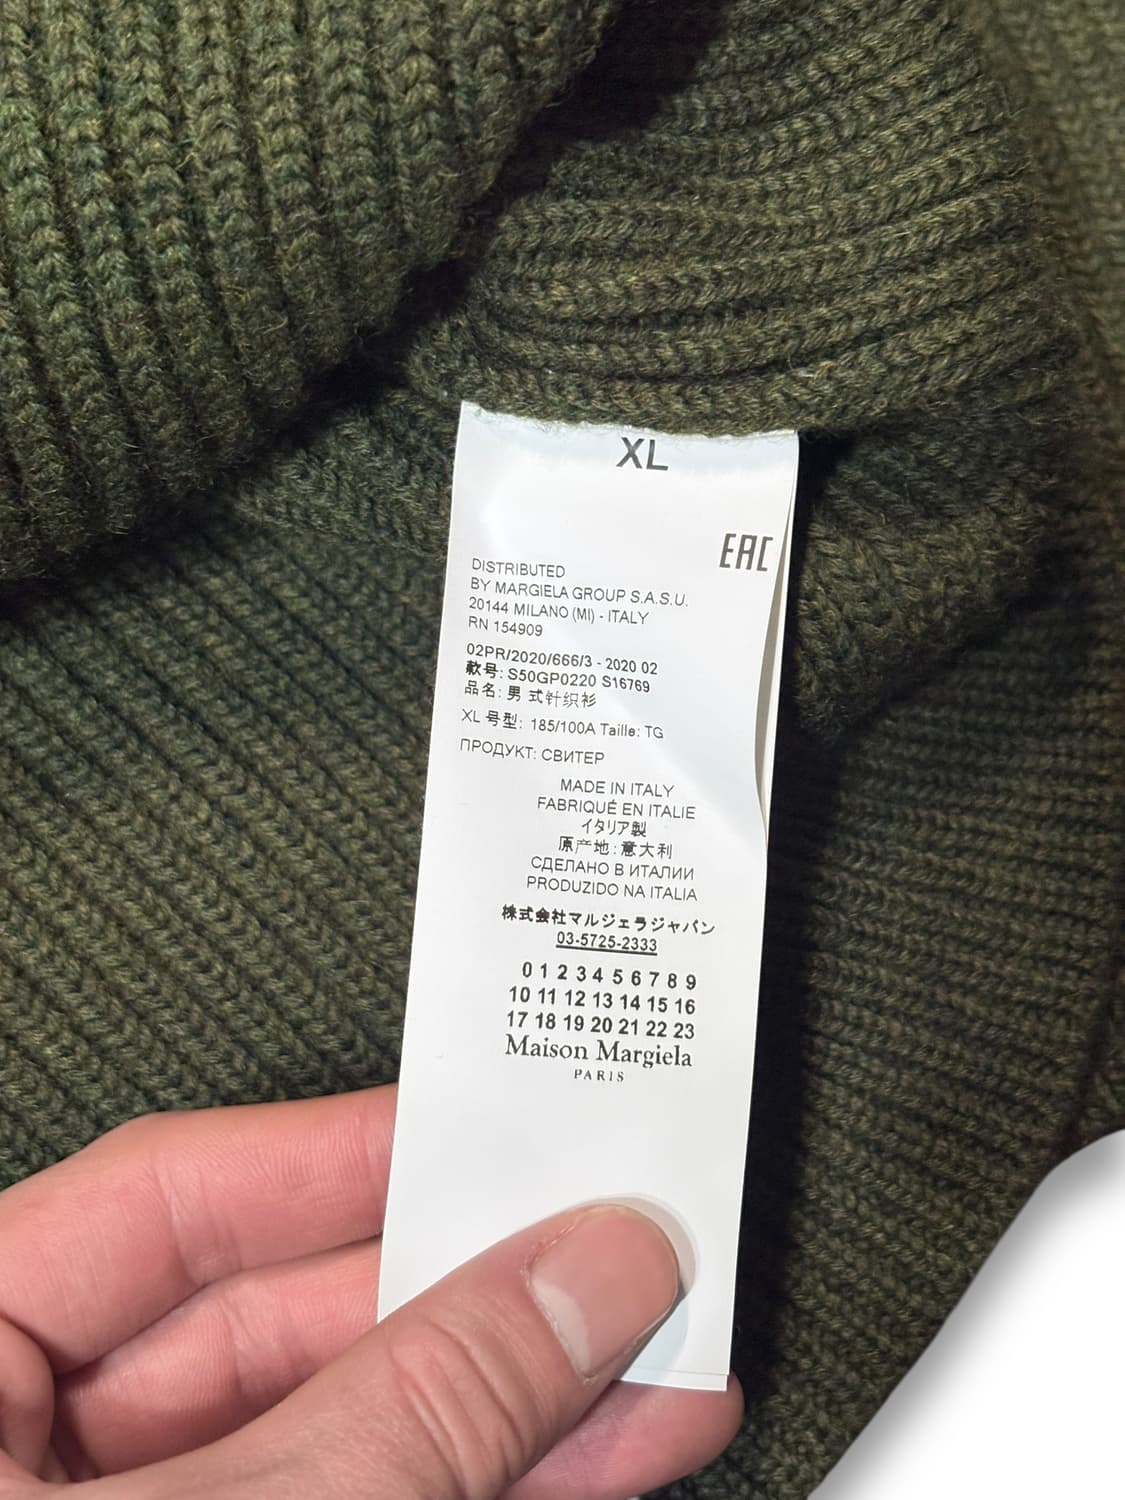 XL
EAC
DISTRIBUTED
BY MARGIELA GROUP S.A.S.U.
20144 MILANO (MI) - ITALY
RN 154909
02PR/2020/666/3 - 2020 02
款号: S50GP0220 S16769
品名: 男 式针织衫
XL 号型: 185/100A Taille: TG
ПРОДУКТ: СВИТЕР
MADE IN ITALY
FABRIQUÉ EN ITALIE
イタリア製
原产地: 意大利
СДЕЛАНО В ИТАЛИИ
PRODUZIDO NA ITALIA
株式会社マルジェラジャパン
03-5725-2333
0 1 2 3 4 5 6 7 8 9
10 11 12 13 14 15 16
17 18 19 20 21 22 23
Maison Margiela
PARIS